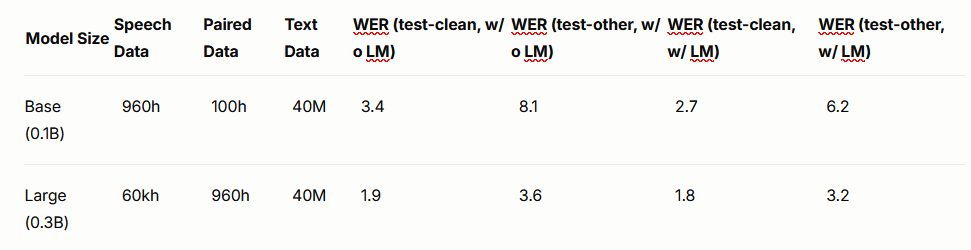 Model Size Speech Data Paired Data Text Data WER (test-clean, w/o LM) WER (test-other, w/o LM) WER (test-clean, w/ LM) WER (test-other, w/ LM)
Base (0.1B) 960h 100h 40M 3.4 8.1 2.7 6.2
Large (0.3B) 60kh 960h 40M 1.9 3.6 1.8 3.2